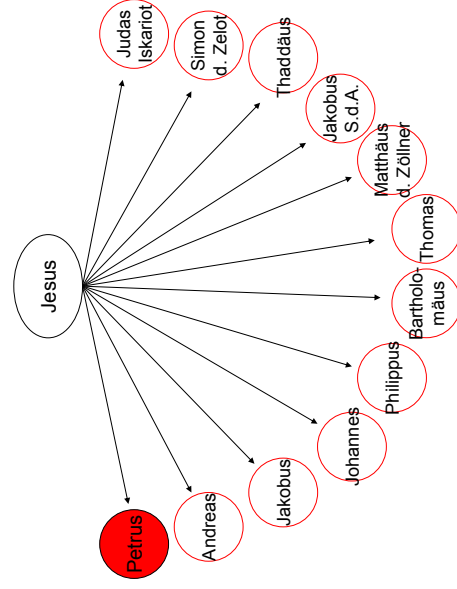 Jesus
Petrus
Andreas
Jakobus
Johannes
Philippus
Bartholo-
mäus
Thomas
Matthäus
d. Zöllner
Jakobus
S.d.A.
Thaddäus
Simon
d. Zelot
Judas
Iskariot